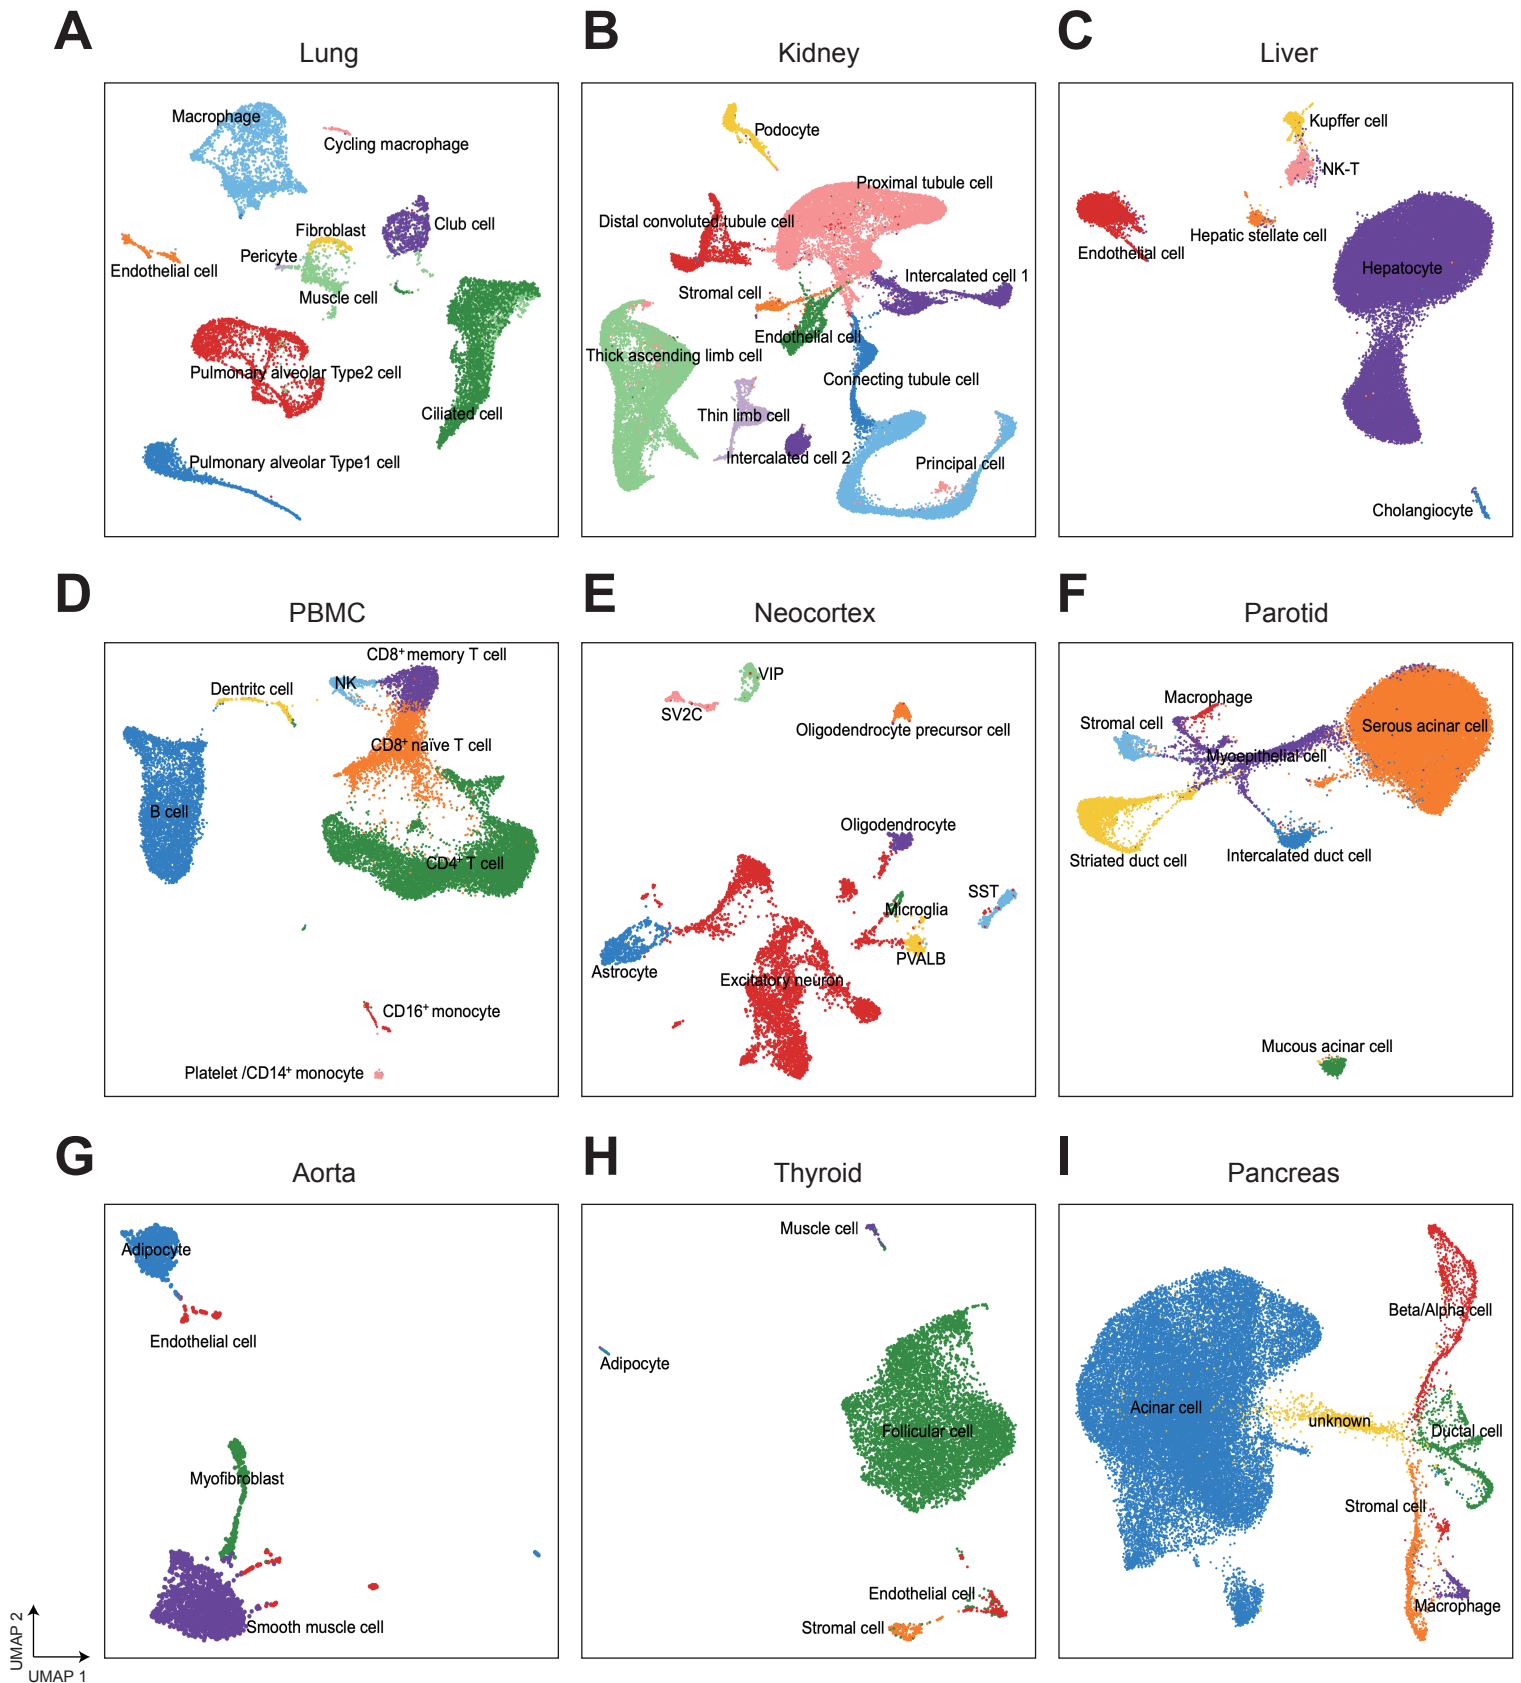 A
Lung
Macrophage
Cycling macrophage
Club cell
Fibroblast
Pericyte
Endothelial cell
Muscle cell
Pulmonary alveolar Type2 cell
Ciliated cell
Pulmonary alveolar Type1 cell
B
Kidney
Podocyte
Proximal tubule cell
Distal convoluted tubule cell
Intercalated cell 1
Stromal cell
Endothelial cell
Thick ascending limb cell
Connecting tubule cell
Thin limb cell
Intercalated cell 2
Principal cell
C
Liver
Kupffer cell
NK-T
Hepatic stellate cell
Endothelial cell
Hepatocyte
Cholangiocyte
D
PBMC
CD8+ memory T cell
NK
Dentritc cell
CD8+ naïve T cell
B cell
CD4+ T cell
CD16+ monocyte
Platelet /CD14+ monocyte
E
Neocortex
VIP
SV2C
Oligodendrocyte precursor cell
Oligodendrocyte
SST
Microglia
PVALB
Astrocyte
Excitatory neuron
F
Parotid
Macrophage
Stromal cell
Serous acinar cell
Myoepithelial cell
Striated duct cell
Intercalated duct cell
Mucous acinar cell
G
Aorta
Adipocyte
Endothelial cell
Myofibroblast
Smooth muscle cell
UMAP 2
UMAP 1
H
Thyroid
Muscle cell
Adipocyte
Follicular cell
Endothelial cell
Stromal cell
I
Pancreas
Beta/Alpha cell
Acinar cell
unknown
Ductal cell
Stromal cell
Macrophage